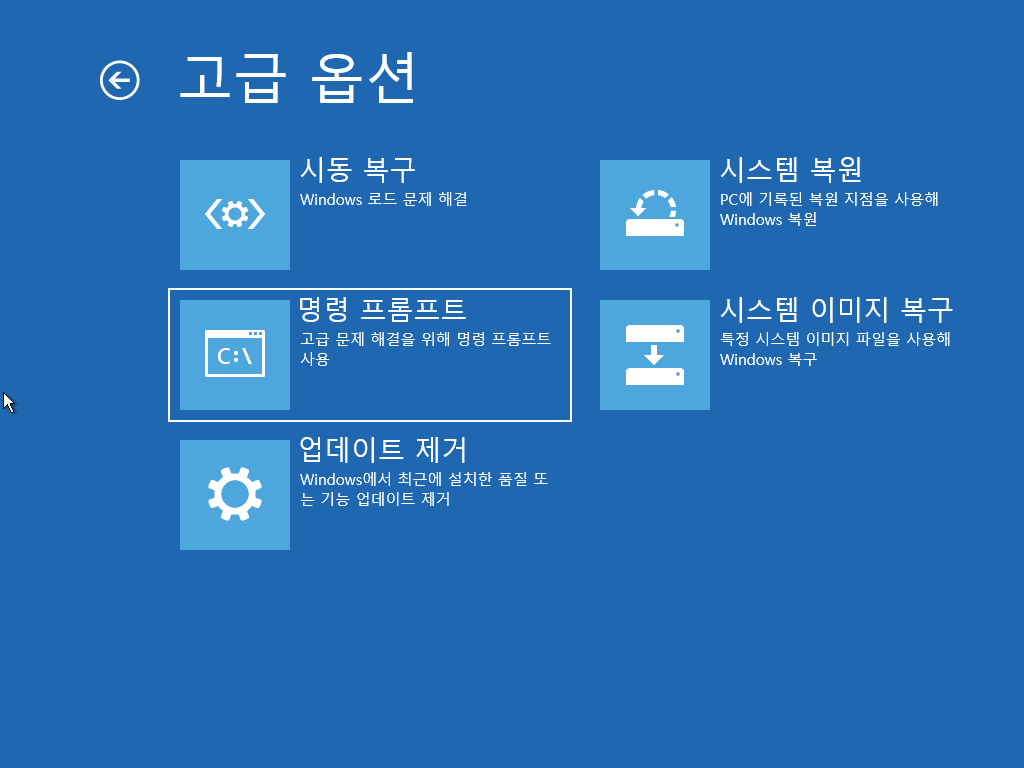 고급 옵션
시동 복구
Windows 로드 문제 해결
명령 프롬프트
고급 문제 해결을 위해 명령 프롬프트
사용
C:\
업데이트 제거
Windows에서 최근에 설치한 품질 또
는 기능 업데이트 제거
시스템 복원
PC에 기록된 복원 지점을 사용해
Windows 복원
시스템 이미지 복구
특정 시스템 이미지 파일을 사용해
Windows 복구